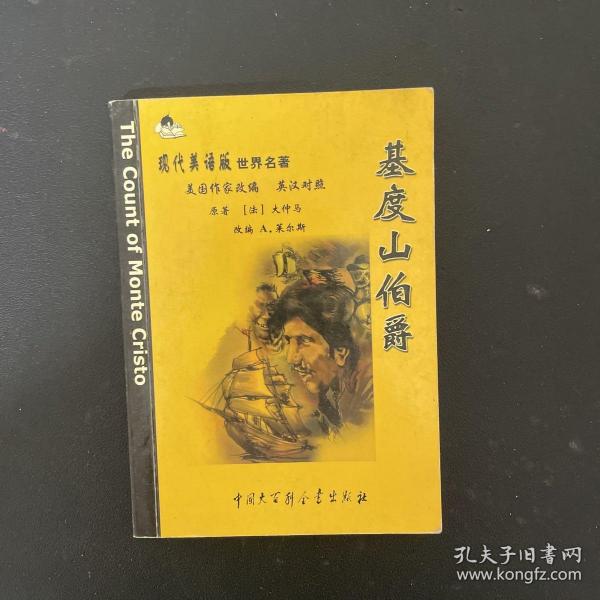 The Count of Monte Cristo
现代美语版 世界名著
美国作家改编 英汉对照
原著 [法] 大仲马
改编 A.莱尔斯
基度山伯爵
中国大百科全书出版社
孔夫子旧书网
www.kongfz.com